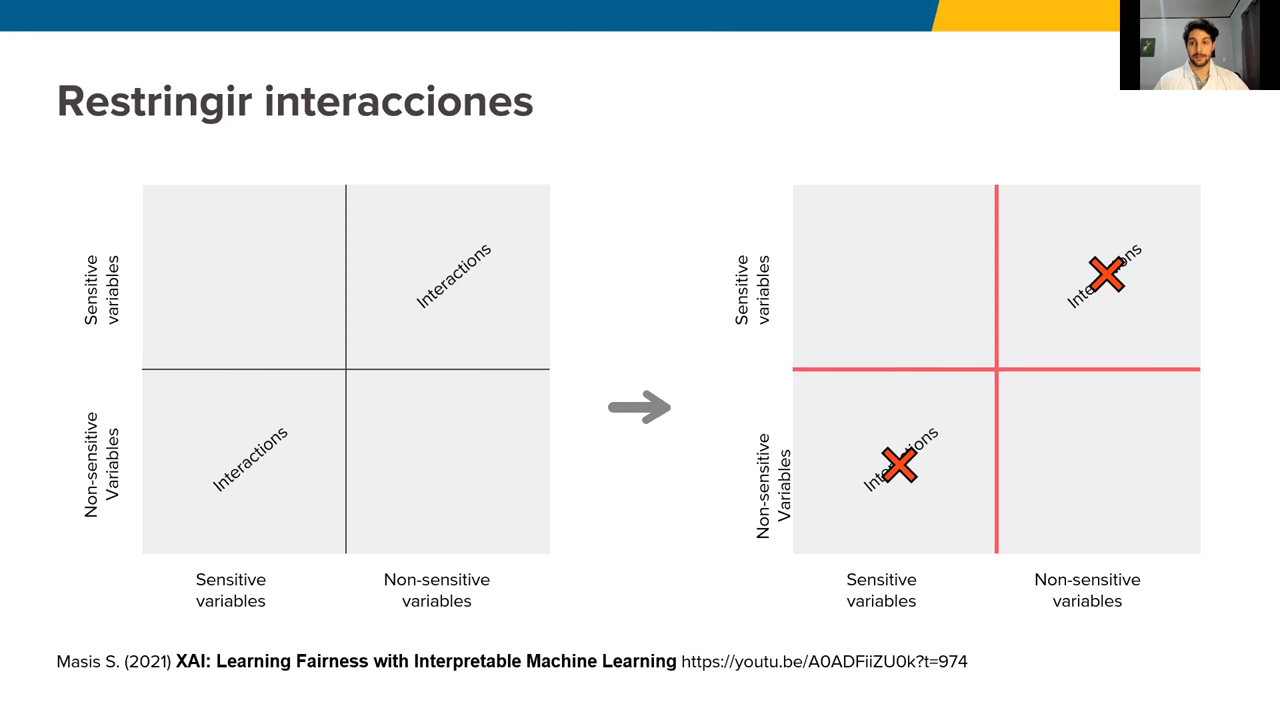 Restringir interacciones
Sensitive
variables
Interactions
Non-sensitive
Variables
Interactions
Sensitive
variables
Non-sensitive
variables
Sensitive
variables
Interactions
Non-sensitive
Variables
Interactions
Sensitive
variables
Non-sensitive
variables
Masis S. (2021) XAI: Learning Fairness with Interpretable Machine Learning https://youtu.be/A0ADFiiZU0k?t=974